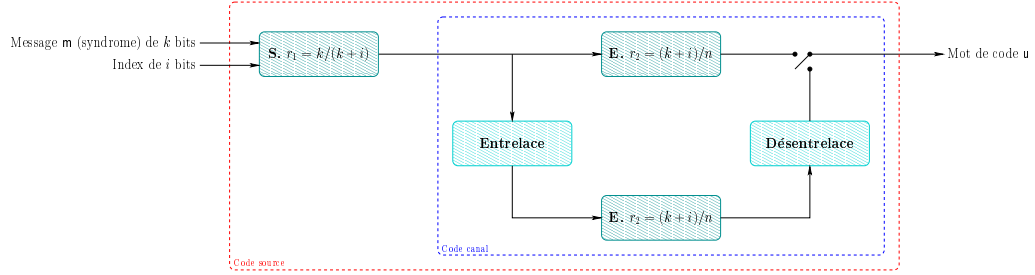 Message m (syndrome) de k bits
Index de i bits
S. r₁ = k/(k + i)
E. r₂ = (k + i)/n
Mot de code u
Entrelace
Désentrelace
E. r₂ = (k + i)/n
Code canal
Code source